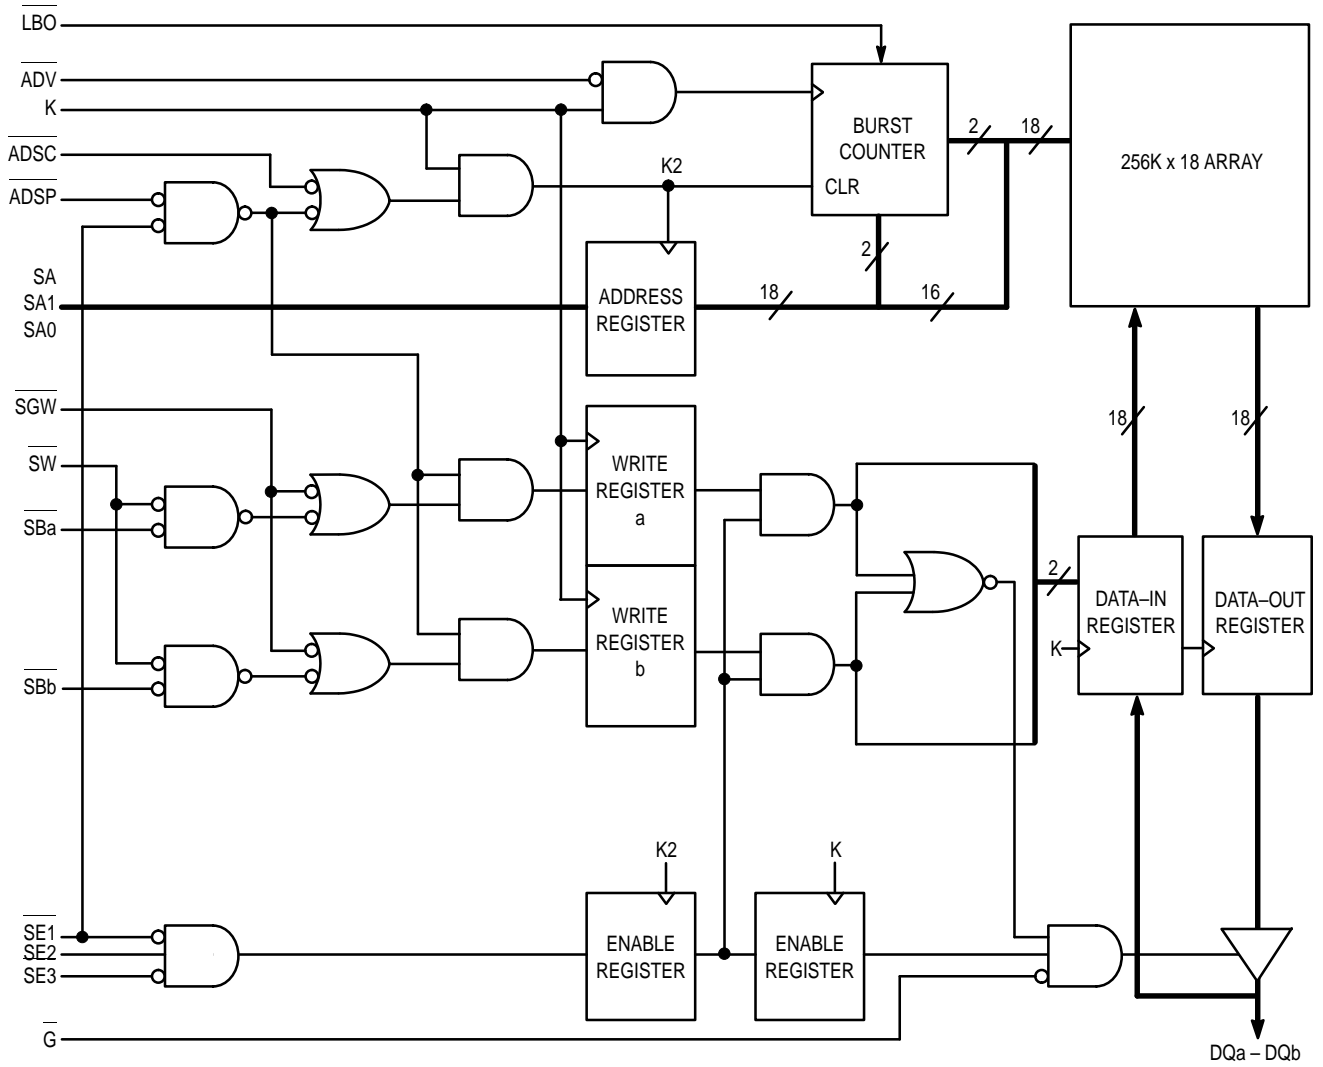 LBO
ADV
K
ADSC
ADSP
K2
BURST
COUNTER
CLR
2
18
256K x 18 ARRAY
2
SA
SA1
SA0
ADDRESS
REGISTER
18
16
SGW
SW
SBa
SBb
WRITE
REGISTER
a
WRITE
REGISTER
b
18
18
2
K
DATA–IN
REGISTER
DATA–OUT
REGISTER
K2
K
SE1
SE2
SE3
ENABLE
REGISTER
ENABLE
REGISTER
G
DQa – DQb